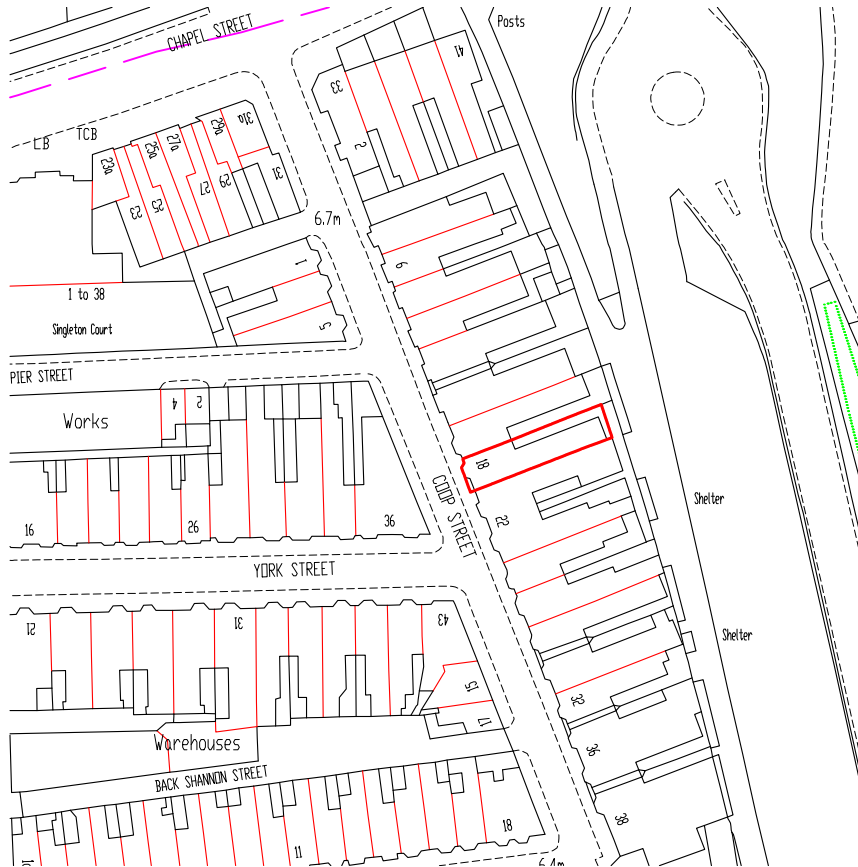 CHAPEL STREET
Posts
41
33
31a
29a
27a
25a
23a
TCB
LB
2
31
29
27
25
23
6.7m
1
6
1 to 38
5
Singleton Court
PIER STREET
4
2
Works
18
COOP STREET
22
Shelter
16
26
36
YORK STREET
21
31
43
Shelter
15
17
32
Warehouses
36
BACK SHANNON STREET
38
18
11
6.4m